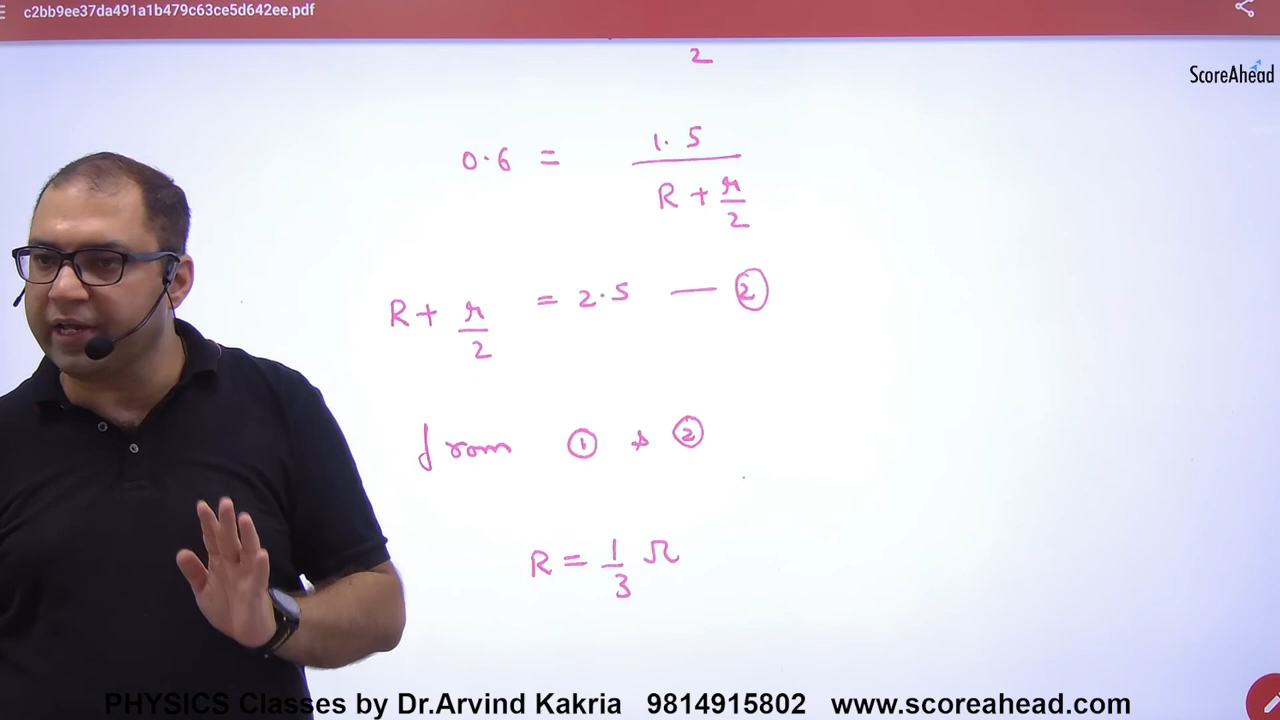 c2bb9ee37da491a1b479c63ce5d642ee.pdf
ScoreAhead
2
0.6 = 1.5 / (R + r/2)
R + r/2 = 2.5 — ②
from ① & ②
R = 1/3 Ω
PHYSICS Classes by Dr.Arvind Kakria 9814915802 www.scoreahead.com